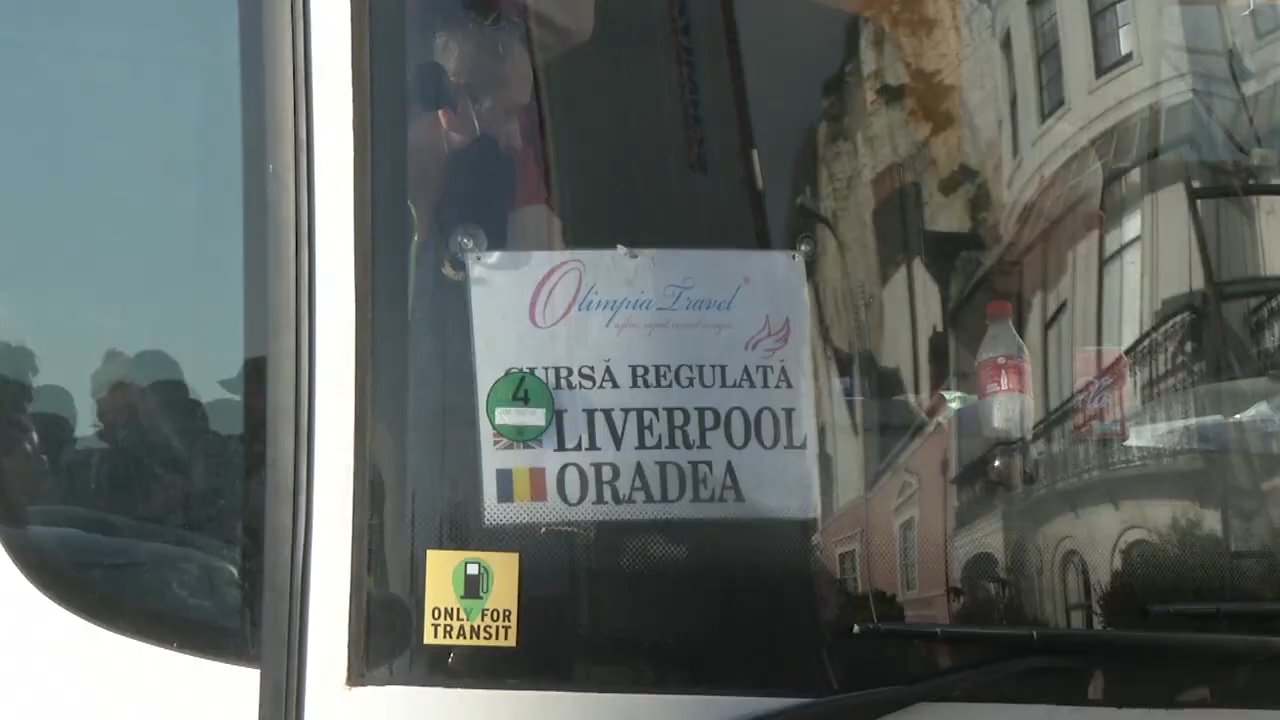 Olimpia Travel
CURSĂ REGULATĂ
4
LIVERPOOL
ORADEA
ONLY FOR
TRANSIT